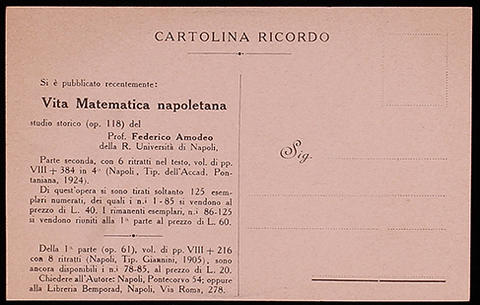 CARTOLINA RICORDO
Si è pubblicato recentemente:
Vita Matematica napoletana
studio storico (op. 118) del
Prof. Federico Amodeo
della R. Università di Napoli.
Parte seconda, con 6 ritratti nel testo, vol. di pp.
VIII + 384 in 4° (Napoli, Tip. dell'Accad. Pon-
taniana, 1924).
Di quest'opera si sono tirati soltanto 125 esem-
plari numerati, dei quali i n.i 1-85 si vendono al
prezzo di L. 40. I rimanenti esemplari, n.i 86-125
si vendono riuniti alla 1ª parte al prezzo di L. 60.
Della 1ª parte (op. 61), vol. di pp. VIII + 216
con 8 ritratti (Napoli, Tip. Giannini, 1905), sono
ancora disponibili i n.i 78-85, al prezzo di L. 20.
Chiedere all'Autore: Napoli, Pontecorvo 54; oppure
alla Libreria Bemporad, Napoli, Via Roma, 278.
Sig.